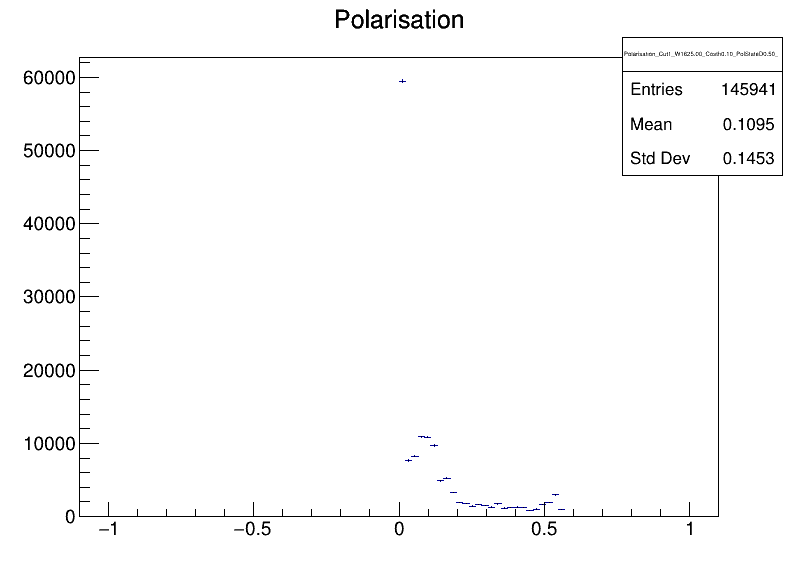 Polarisation
Polarisation_Cut1_W1625.00_Costh0.10_PolStateD0.50_
Entries 145941
Mean 0.1095
Std Dev 0.1453
60000
50000
40000
30000
20000
10000
0
−1 −0.5 0 0.5 1